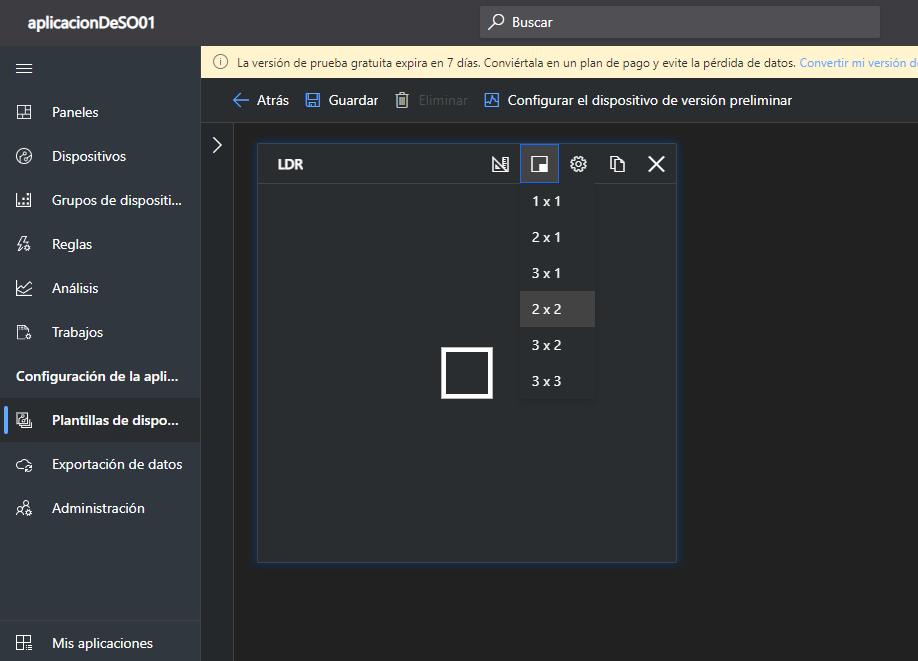 aplicacionDeSO01
Buscar
La versión de prueba gratuita expira en 7 días. Conviértala en un plan de pago y evite la pérdida de datos. Convertir mi versión de
Atrás
Guardar
Eliminar
Configurar el dispositivo de versión preliminar
Paneles
Dispositivos
Grupos de dispositi...
Reglas
Análisis
Trabajos
Configuración de la apli...
Plantillas de dispo...
Exportación de datos
Administración
Mis aplicaciones
LDR
1 x 1
2 x 1
3 x 1
2 x 2
3 x 2
3 x 3